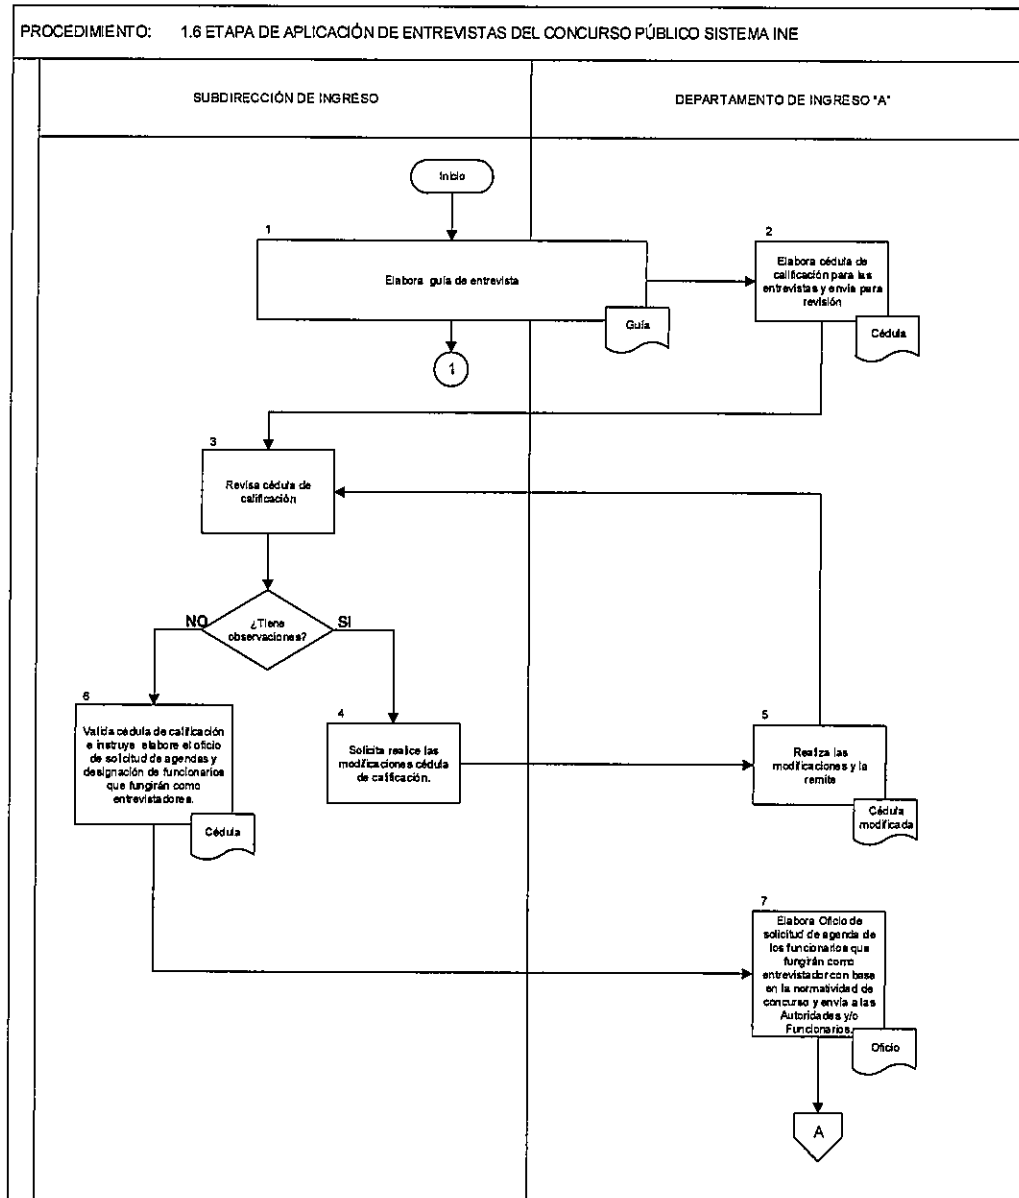 PROCEDIMIENTO: 1.6 ETAPA DE APLICACIÓN DE ENTREVISTAS DEL CONCURSO PÚBLICO SISTEMA INE
SUBDIRECCIÓN DE INGRESO
DEPARTAMENTO DE INGRESO "A"
Inicio
1
Elabora guía de entrevista
Guía
2
Elabora cédula de
calificación para las
entrevistas y envía para
revisión
Cédula
1
3
Revisa cédula de
calificación
¿Tiene
observaciones?
NO
SI
6
Valida cédula de calificación
e instruye elabore el oficio
de solicitud de agendas y
designación de funcionarios
que fungirán como
entrevistadores.
Cédula
4
Solicita realice las
modificaciones cédula
de calificación.
5
Realiza las
modificaciones y la
remite
Cédula
modificada
7
Elabora Oficio de
solicitud de agenda de
los funcionarios que
fungirán como
entrevistador con base
en la normatividad de
concurso y envía a las
Autoridades y/o
Funcionarios.
Oficio
A